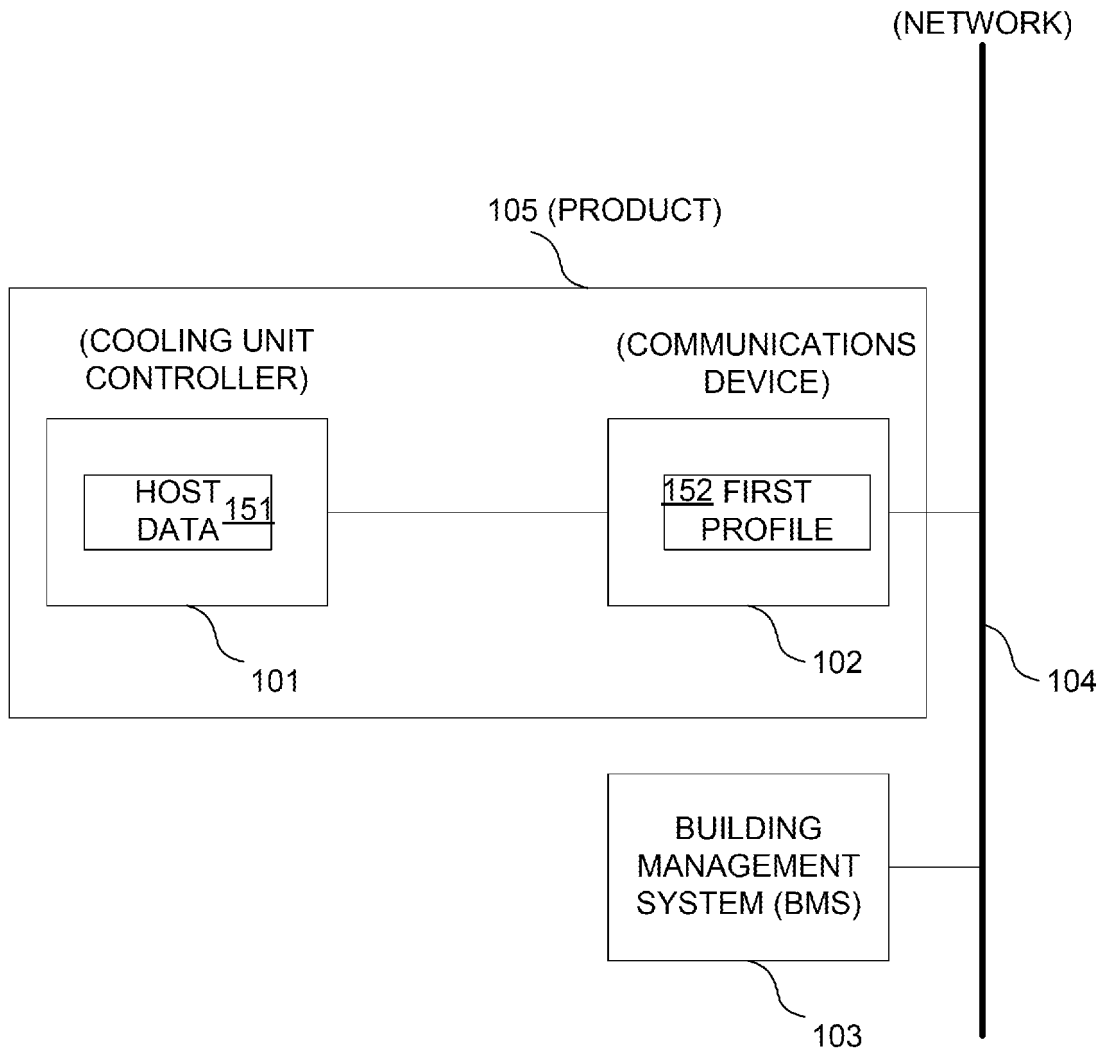 (NETWORK)
105 (PRODUCT)
(COOLING UNIT
CONTROLLER)
(COMMUNICATIONS
DEVICE)
HOST
DATA 151
152 FIRST
PROFILE
101
102
104
BUILDING
MANAGEMENT
SYSTEM (BMS)
103